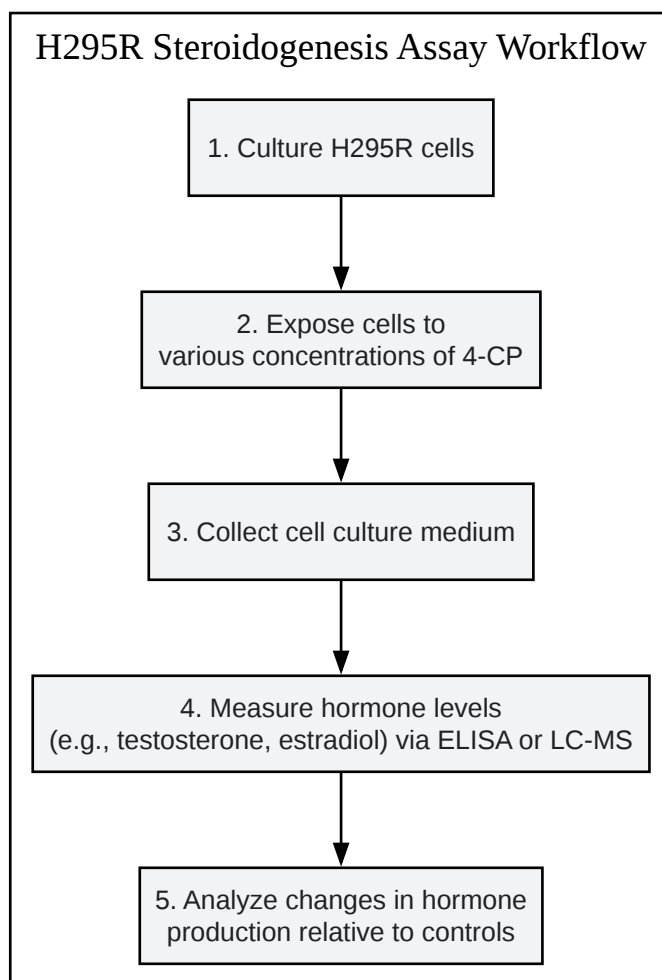 H295R Steroidogenesis Assay Workflow
1. Culture H295R cells
2. Expose cells to
various concentrations of 4-CP
3. Collect cell culture medium
4. Measure hormone levels
(e.g., testosterone, estradiol) via ELISA or LC-MS
5. Analyze changes in hormone
production relative to controls